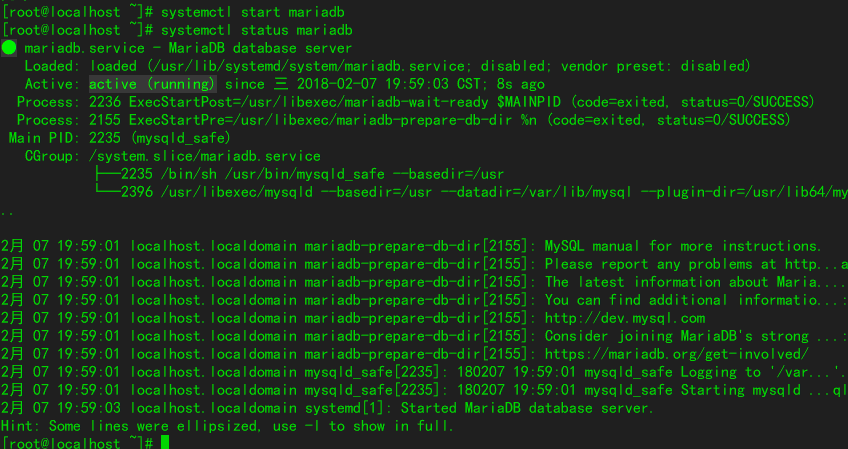 [root@localhost ~]# systemctl start mariadb
[root@localhost ~]# systemctl status mariadb
● mariadb.service - MariaDB database server
Loaded: loaded (/usr/lib/systemd/system/mariadb.service; disabled; vendor preset: disabled)
Active: active (running) since 三 2018-02-07 19:59:03 CST; 8s ago
Process: 2236 ExecStartPost=/usr/libexec/mariadb-wait-ready $MAINPID (code=exited, status=0/SUCCESS)
Process: 2155 ExecStartPre=/usr/libexec/mariadb-prepare-db-dir %n (code=exited, status=0/SUCCESS)
Main PID: 2235 (mysqld_safe)
CGroup: /system.slice/mariadb.service
├─2235 /bin/sh /usr/bin/mysqld_safe --basedir=/usr
└─2396 /usr/libexec/mysqld --basedir=/usr --datadir=/var/lib/mysql --plugin-dir=/usr/lib64/my
..
2月 07 19:59:01 localhost.localdomain mariadb-prepare-db-dir[2155]: MySQL manual for more instructions.
2月 07 19:59:01 localhost.localdomain mariadb-prepare-db-dir[2155]: Please report any problems at http...a
2月 07 19:59:01 localhost.localdomain mariadb-prepare-db-dir[2155]: The latest information about Maria....
2月 07 19:59:01 localhost.localdomain mariadb-prepare-db-dir[2155]: You can find additional informatio...:
2月 07 19:59:01 localhost.localdomain mariadb-prepare-db-dir[2155]: http://dev.mysql.com
2月 07 19:59:01 localhost.localdomain mariadb-prepare-db-dir[2155]: Consider joining MariaDB's strong ...:
2月 07 19:59:01 localhost.localdomain mariadb-prepare-db-dir[2155]: https://mariadb.org/get-involved/
2月 07 19:59:01 localhost.localdomain mysqld_safe[2235]: 180207 19:59:01 mysqld_safe Logging to '/var...'.
2月 07 19:59:01 localhost.localdomain mysqld_safe[2235]: 180207 19:59:01 mysqld_safe Starting mysqld ...ql
2月 07 19:59:03 localhost.localdomain systemd[1]: Started MariaDB database server.
Hint: Some lines were ellipsized, use -l to show in full.
[root@localhost ~]#